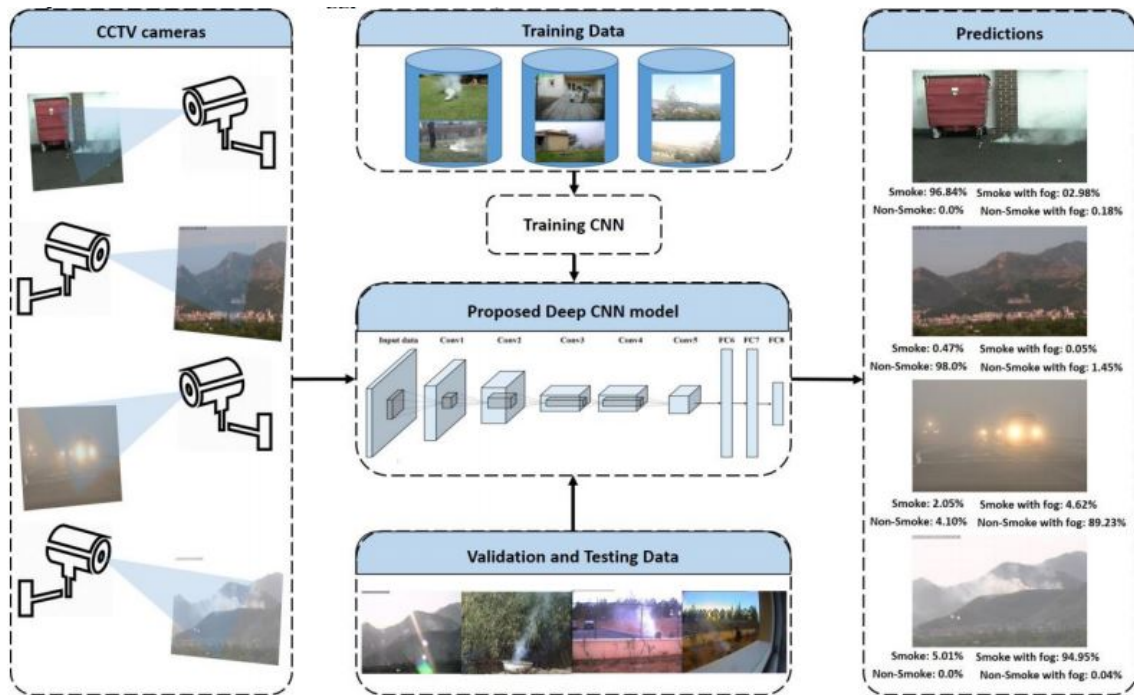 CCTV cameras
Training Data
Training CNN
Proposed Deep CNN model
Input data Conv1 Conv2 Conv3 Conv4 Conv5 FC6 FC7 FC8
Validation and Testing Data
Predictions
Smoke: 96.84% Smoke with fog: 02.98%
Non-Smoke: 0.0% Non-Smoke with fog: 0.18%
Smoke: 0.47% Smoke with fog: 0.05%
Non-Smoke: 98.0% Non-Smoke with fog: 1.45%
Smoke: 2.05% Smoke with fog: 4.62%
Non-Smoke: 4.10% Non-Smoke with fog: 89.23%
Smoke: 5.01% Smoke with fog: 94.95%
Non-Smoke: 0.0% Non-Smoke with fog: 0.04%